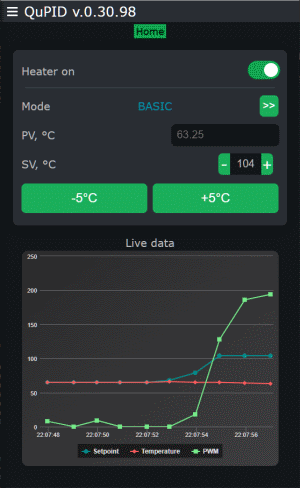 QuPID v.0.30.98
Home
Heater on
Mode BASIC >>
PV, °C 63.25
SV, °C - 104 +
-5°C +5°C
Live data
250
200
150
100
50
0
22:07:48 22:07:50 22:07:52 22:07:54 22:07:56
Setpoint Temperature PWM